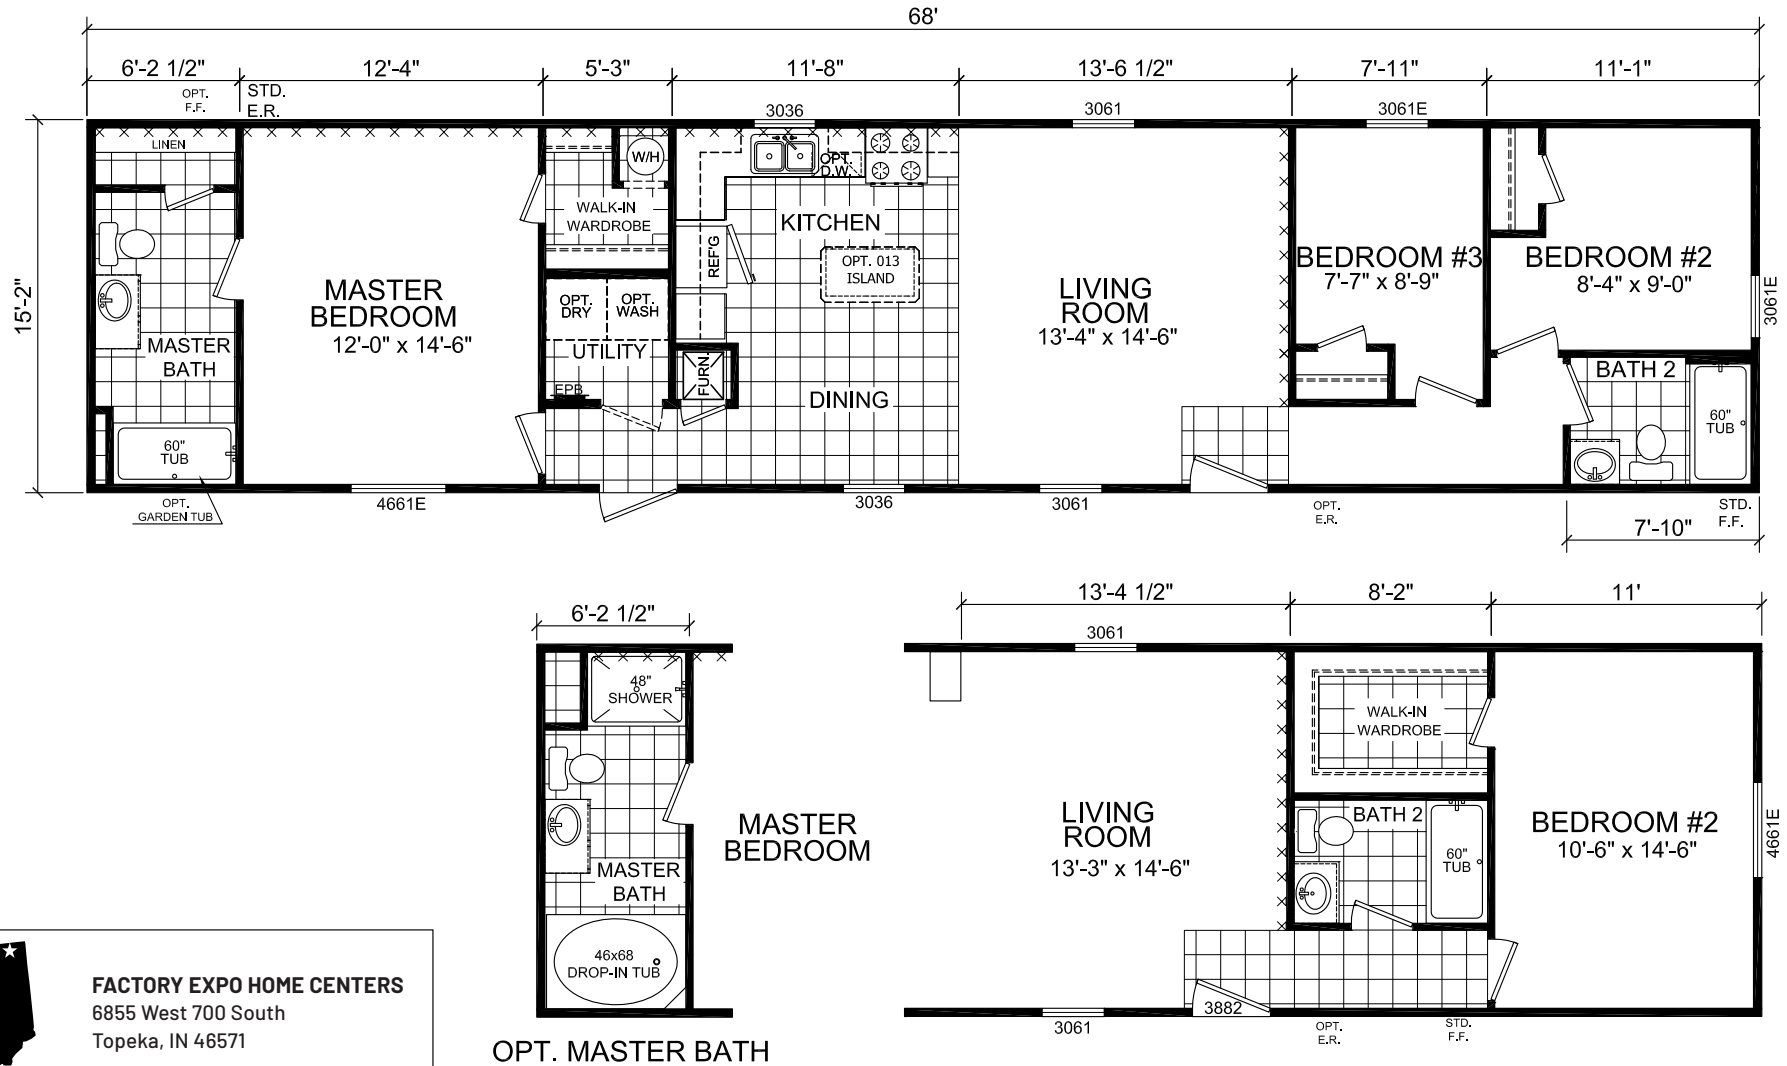 68'
6'-2 1/2"
12'-4"
5'-3"
11'-8"
13'-6 1/2"
7'-11"
11'-1"
OPT.
F.F.
STD.
E.R.
3036
3061
3061E
15'-2"
LINEN
MASTER
BATH
60"
TUB
OPT.
GARDEN TUB
MASTER
BEDROOM
12'-0" x 14'-6"
4661E
W/H
WALK-IN
WARDROBE
OPT.
DRY
OPT.
WASH
UTILITY
EPB
OPT.
D.W.
KITCHEN
REF'G
OPT. 013
ISLAND
FURN.
DINING
3036
LIVING
ROOM
13'-4" x 14'-6"
3061
BEDROOM #3
7'-7" x 8'-9"
BEDROOM #2
8'-4" x 9'-0"
3061E
BATH 2
60"
TUB
OPT.
E.R.
STD.
F.F.
7'-10"
6'-2 1/2"
48"
SHOWER
MASTER
BATH
46x68
DROP-IN TUB
MASTER
BEDROOM
OPT. MASTER BATH
13'-4 1/2"
8'-2"
11'
3061
LIVING
ROOM
13'-3" x 14'-6"
WALK-IN
WARDROBE
BATH 2
60"
TUB
BEDROOM #2
10'-6" x 14'-6"
4661E
3061
3882
OPT.
E.R.
STD.
F.F.
FACTORY EXPO HOME CENTERS
6855 West 700 South
Topeka, IN 46571